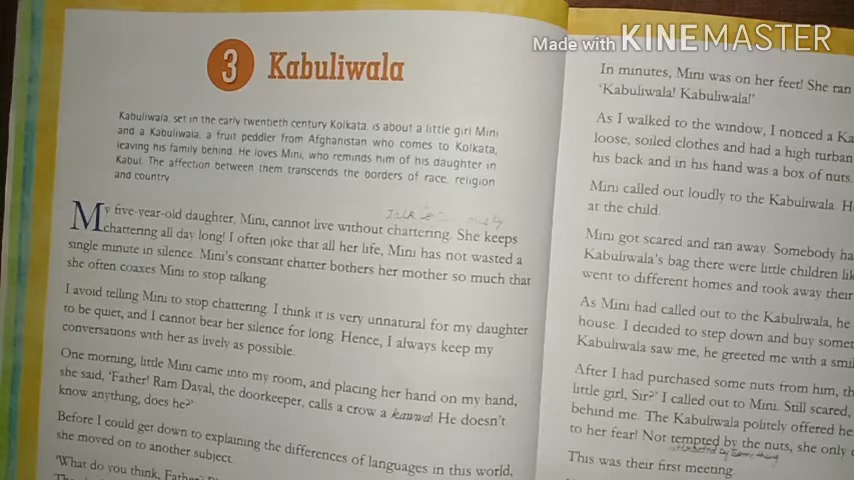 Made with KINEMASTER
3 Kabuliwala
Kabuliwala, set in the early twentieth century Kolkata, is about a little girl Mini
and a Kabuliwala, a fruit peddler from Afghanistan who comes to Kolkata,
leaving his family behind. He loves Mini, who reminds him of his daughter in
Kabul. The affection between them transcends the borders of race, religion
and country
My five-year-old daughter, Mini, cannot live without chattering. She keeps
chattering all day long! I often joke that all her life, Mini has not wasted a
single minute in silence. Mini's constant chatter bothers her mother so much that
she often coaxes Mini to stop talking.
I avoid telling Mini to stop chattering. I think it is very unnatural for my daughter
to be quiet, and I cannot bear her silence for long. Hence, I always keep my
conversations with her as lively as possible.
One morning, little Mini came into my room, and placing her hand on my hand,
she said, 'Father! Ram Dayal, the doorkeeper, calls a crow a kawwa! He doesn't
know anything, does he?'
Before I could get down to explaining the differences of languages in this world,
she moved on to another subject.
'What do you think, Father?
In minutes, Mini was on her feet! She ran
'Kabuliwala! Kabuliwala!'
As I walked to the window, I noticed a Ka
loose, soiled clothes and had a high turban
his back and in his hand was a box of nuts.
Mini called out loudly to the Kabuliwala. H
at the child.
Mini got scared and ran away. Somebody ha
Kabuliwala's bag there were little children lik
went to different homes and took away their
As Mini had called out to the Kabuliwala, he
house. I decided to step down and buy somet
Kabuliwala saw me, he greeted me with a smil
After I had purchased some nuts from him, th
little girl, Sir?' I called out to Mini. Still scared,
behind me. The Kabuliwala politely offered he
to her fear! Not tempted by the nuts, she only c
by something
This was their first meeting.